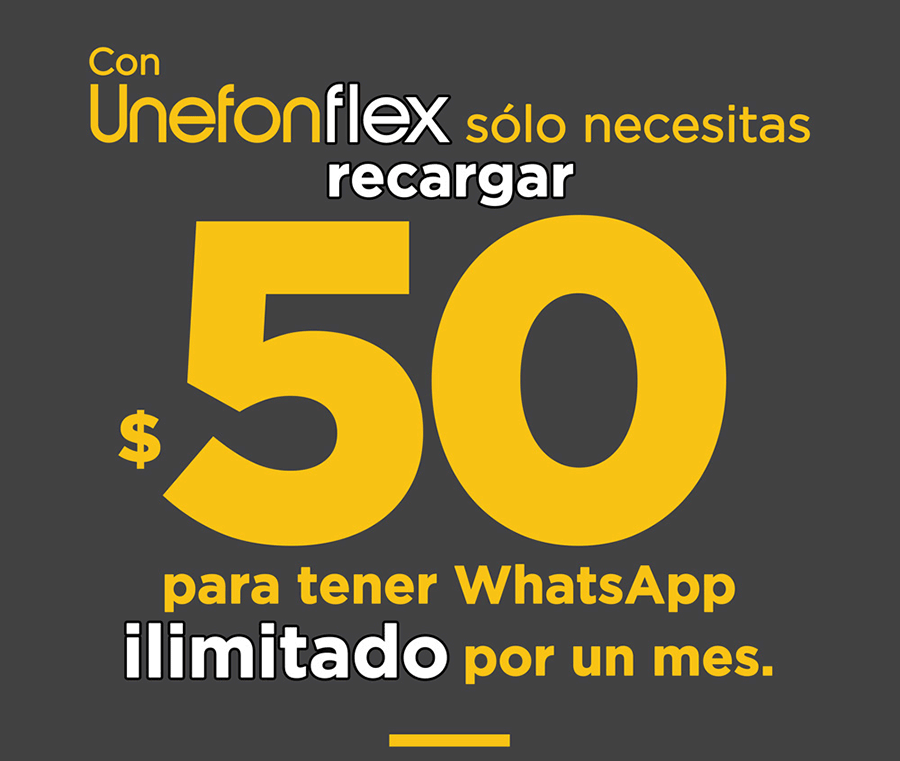 Con
Unefonflex sólo necesitas
recargar
$50
para tener WhatsApp
ilimitado por un mes.